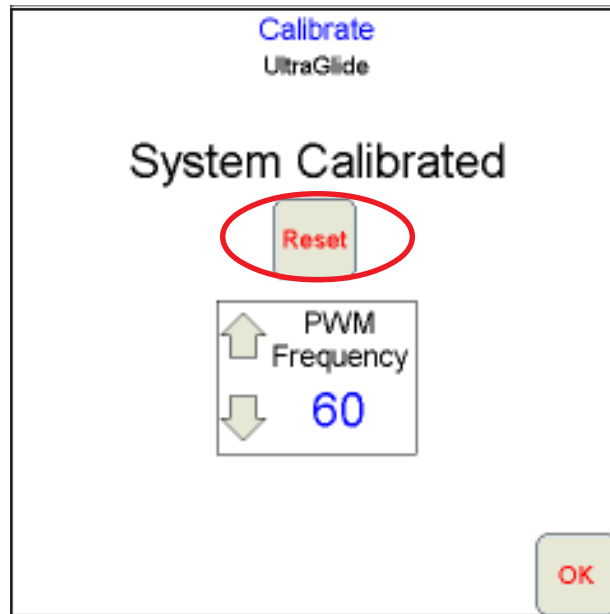 Calibrate
UltraGlide
System Calibrated
Reset
PWM
Frequency
60
OK